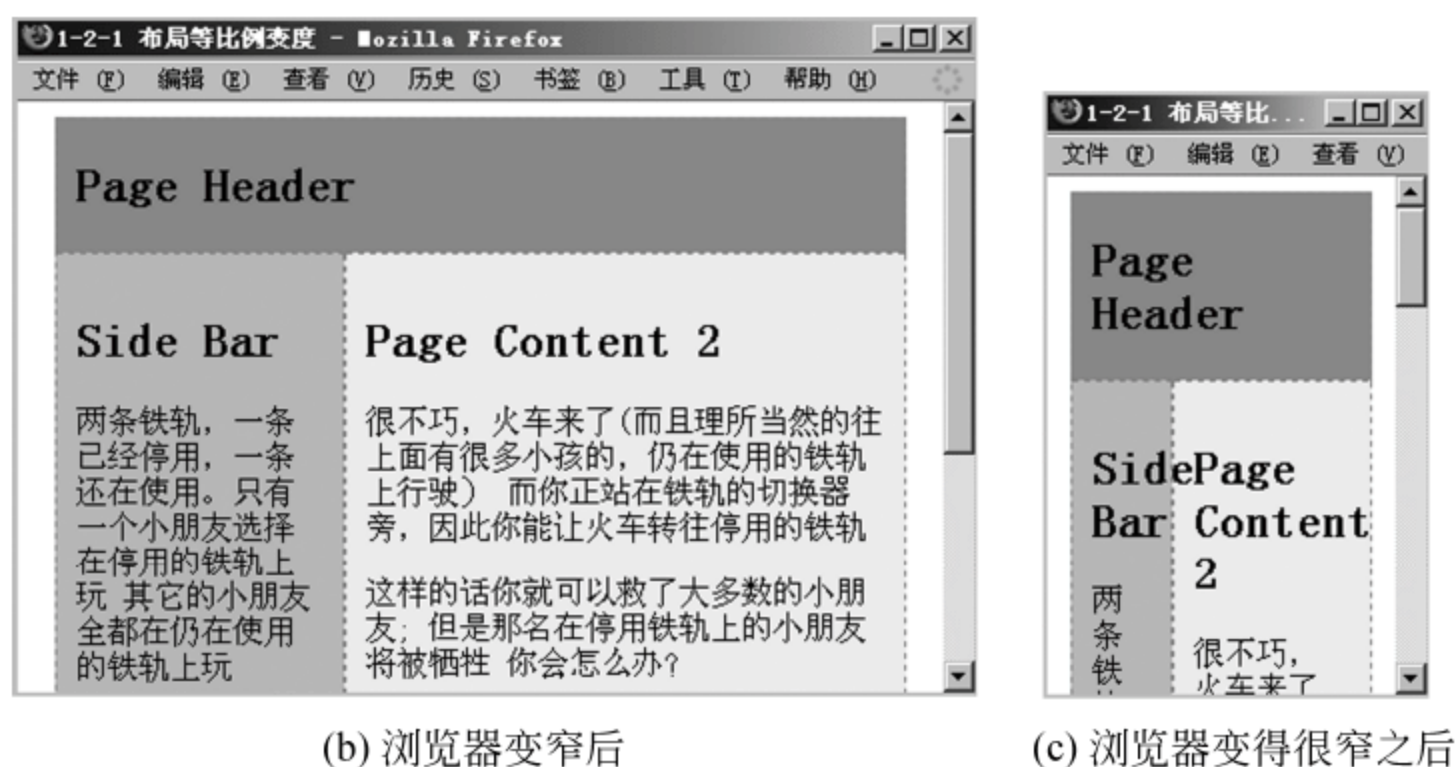 1-2-1 布局等比例变度 - Mozilla Firefox
文件 (F) 编辑 (E) 查看 (V) 历史 (S) 书签 (B) 工具 (T) 帮助 (H)
Page Header
Side Bar
两条铁轨，一条
已经停用，一条
还在使用。只有
一个小朋友选择
在停用的铁轨上
玩 其它的小朋友
全都在仍在使用
的铁轨上玩
Page Content 2
很不巧，火车来了(而且理所当然的往
上面有很多小孩的，仍在使用的铁轨
上行驶) 而你正站在铁轨的切换器
旁，因此你能让火车转往停用的铁轨
这样的话你就可以救了大多数的小朋
友；但是那名在停用铁轨上的小朋友
将被牺牲 你会怎么办?
(b) 浏览器变窄后
1-2-1 布局等比...
文件 (F) 编辑 (E) 查看 (V)
Page
Header
Side
Bar
两
条
铁
Page
Content
2
很不巧，
火车来了
(c) 浏览器变得很窄之后